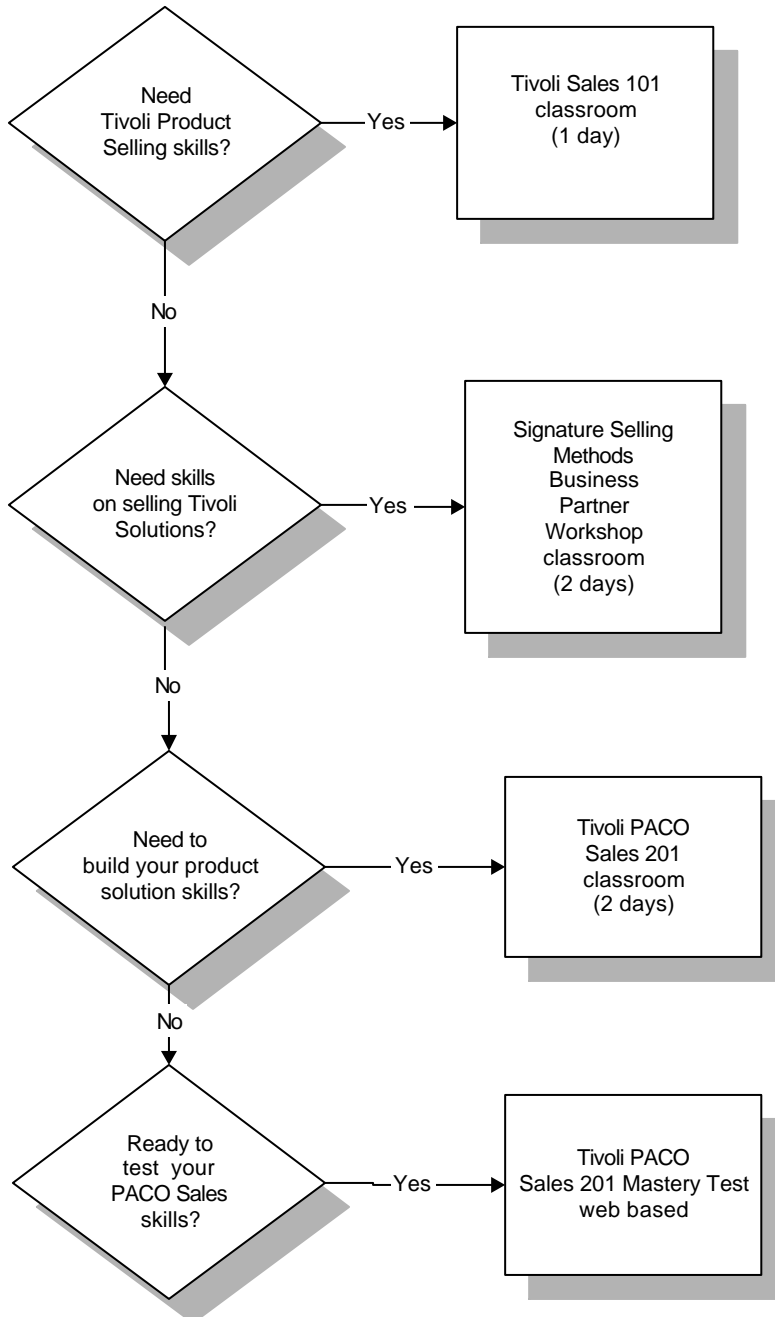 Need
Tivoli Product
Selling skills?
Yes
Tivoli Sales 101
classroom
(1 day)
No
Need skills
on selling Tivoli
Solutions?
Yes
Signature Selling
Methods
Business
Partner
Workshop
classroom
(2 days)
No
Need to
build your product
solution skills?
Yes
Tivoli PACO
Sales 201
classroom
(2 days)
No
Ready to
test your
PACO Sales
skills?
Yes
Tivoli PACO
Sales 201 Mastery Test
web based